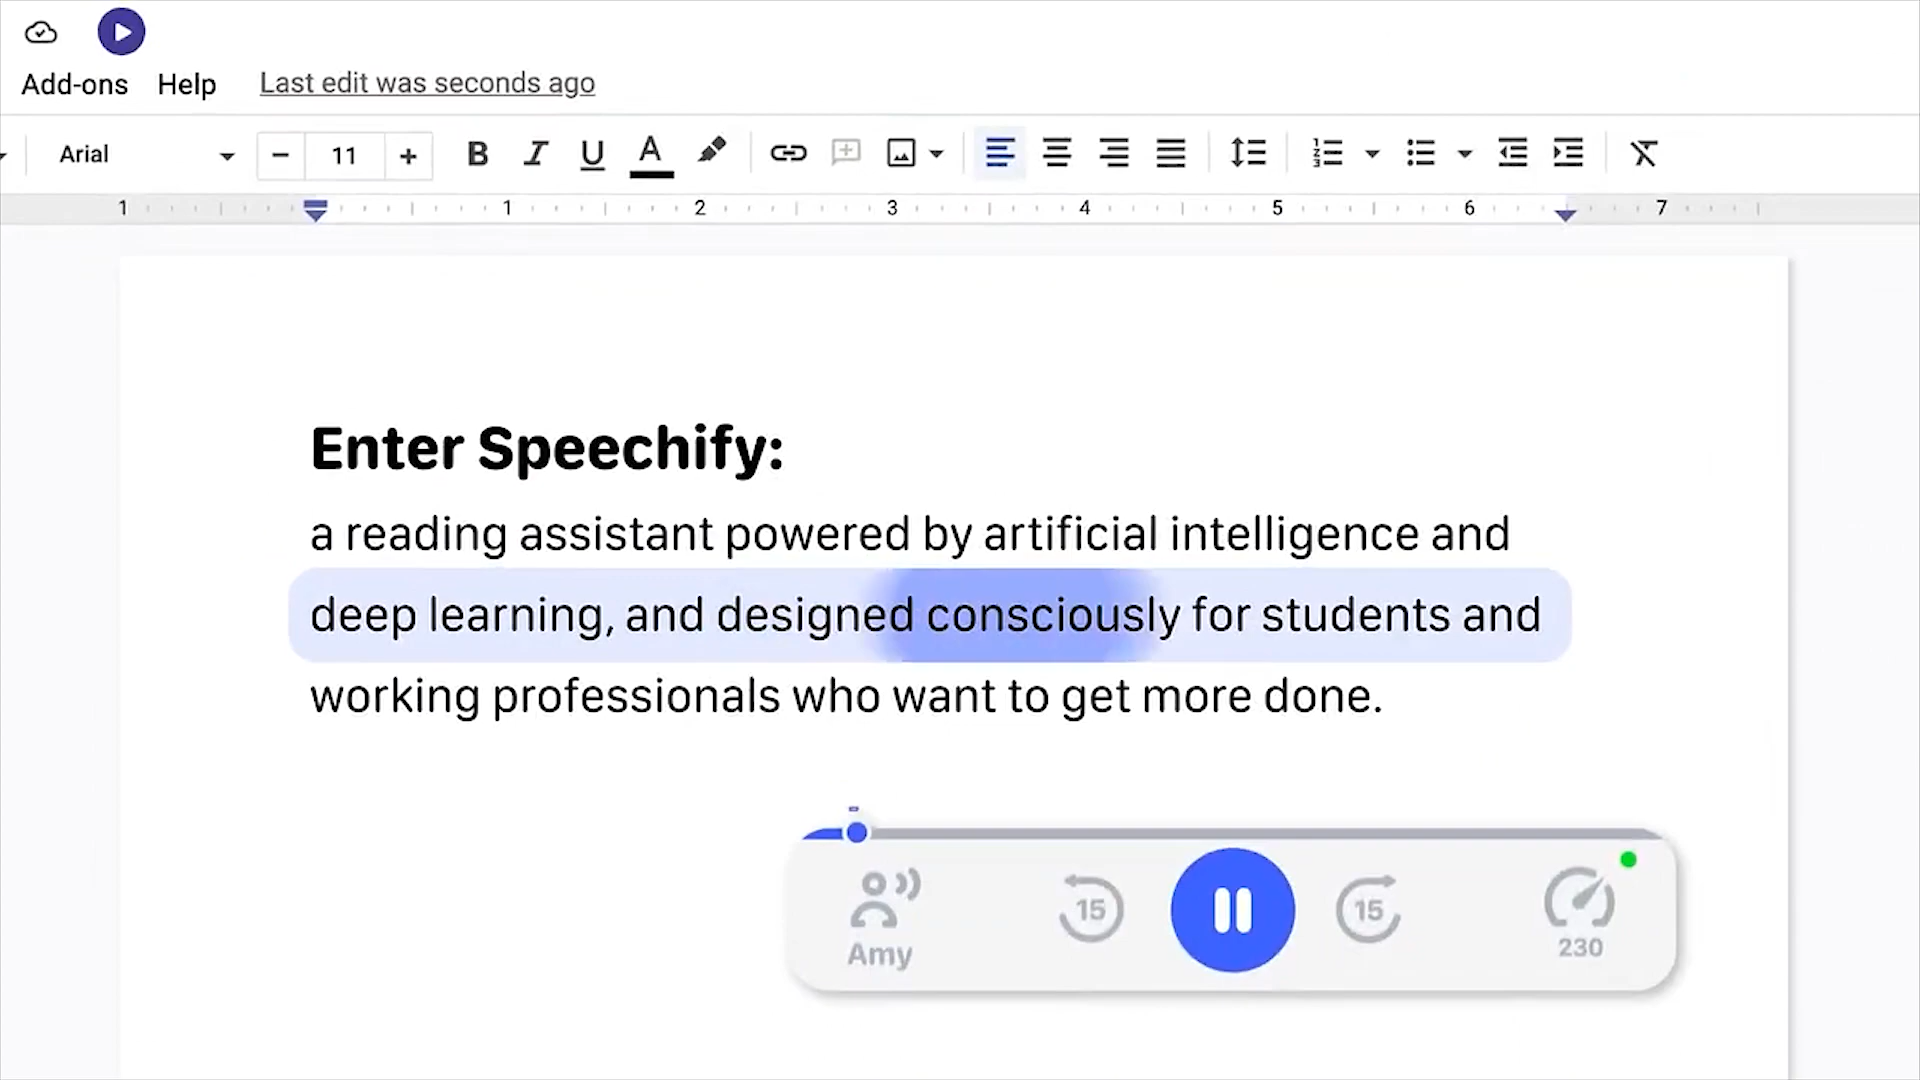 Add-ons Help Last edit was seconds ago
Arial 11 B I U A
1 1 2 3 4 5 6 7
Enter Speechify:
a reading assistant powered by artificial intelligence and
deep learning, and designed consciously for students and
working professionals who want to get more done.
15 15
Amy 230